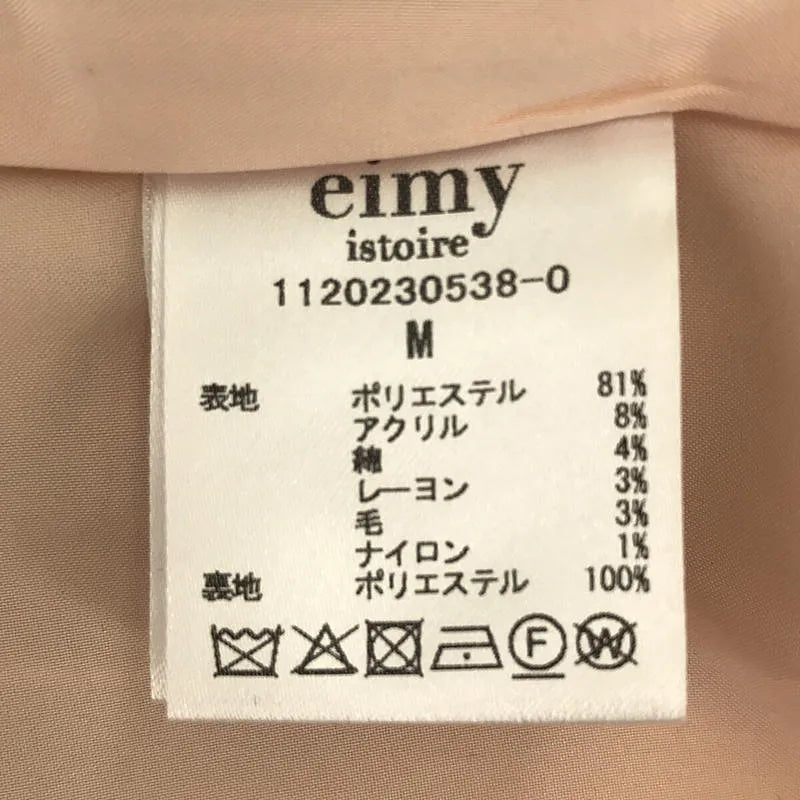 eimy
istoire
1120230538-0
M
表地 ポリエステル 81%
アクリル 8%
綿 4%
レーヨン 3%
毛 3%
ナイロン 1%
裏地 ポリエステル 100%
F W